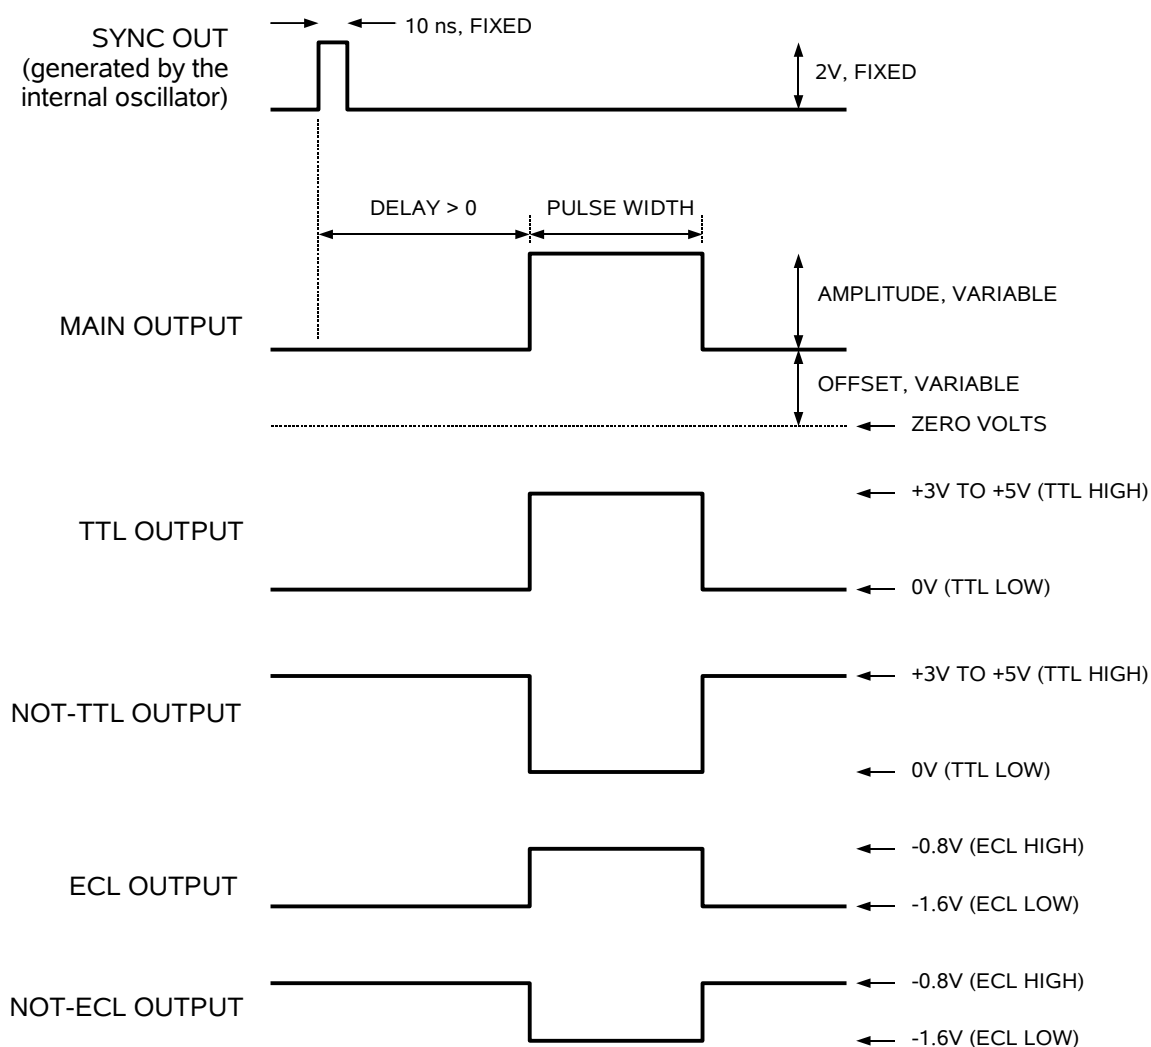 10 ns, FIXED
SYNC OUT
(generated by the
internal oscillator)
2V, FIXED
DELAY > 0
PULSE WIDTH
AMPLITUDE, VARIABLE
MAIN OUTPUT
OFFSET, VARIABLE
ZERO VOLTS
+3V TO +5V (TTL HIGH)
TTL OUTPUT
0V (TTL LOW)
+3V TO +5V (TTL HIGH)
NOT-TTL OUTPUT
0V (TTL LOW)
-0.8V (ECL HIGH)
ECL OUTPUT
-1.6V (ECL LOW)
-0.8V (ECL HIGH)
NOT-ECL OUTPUT
-1.6V (ECL LOW)